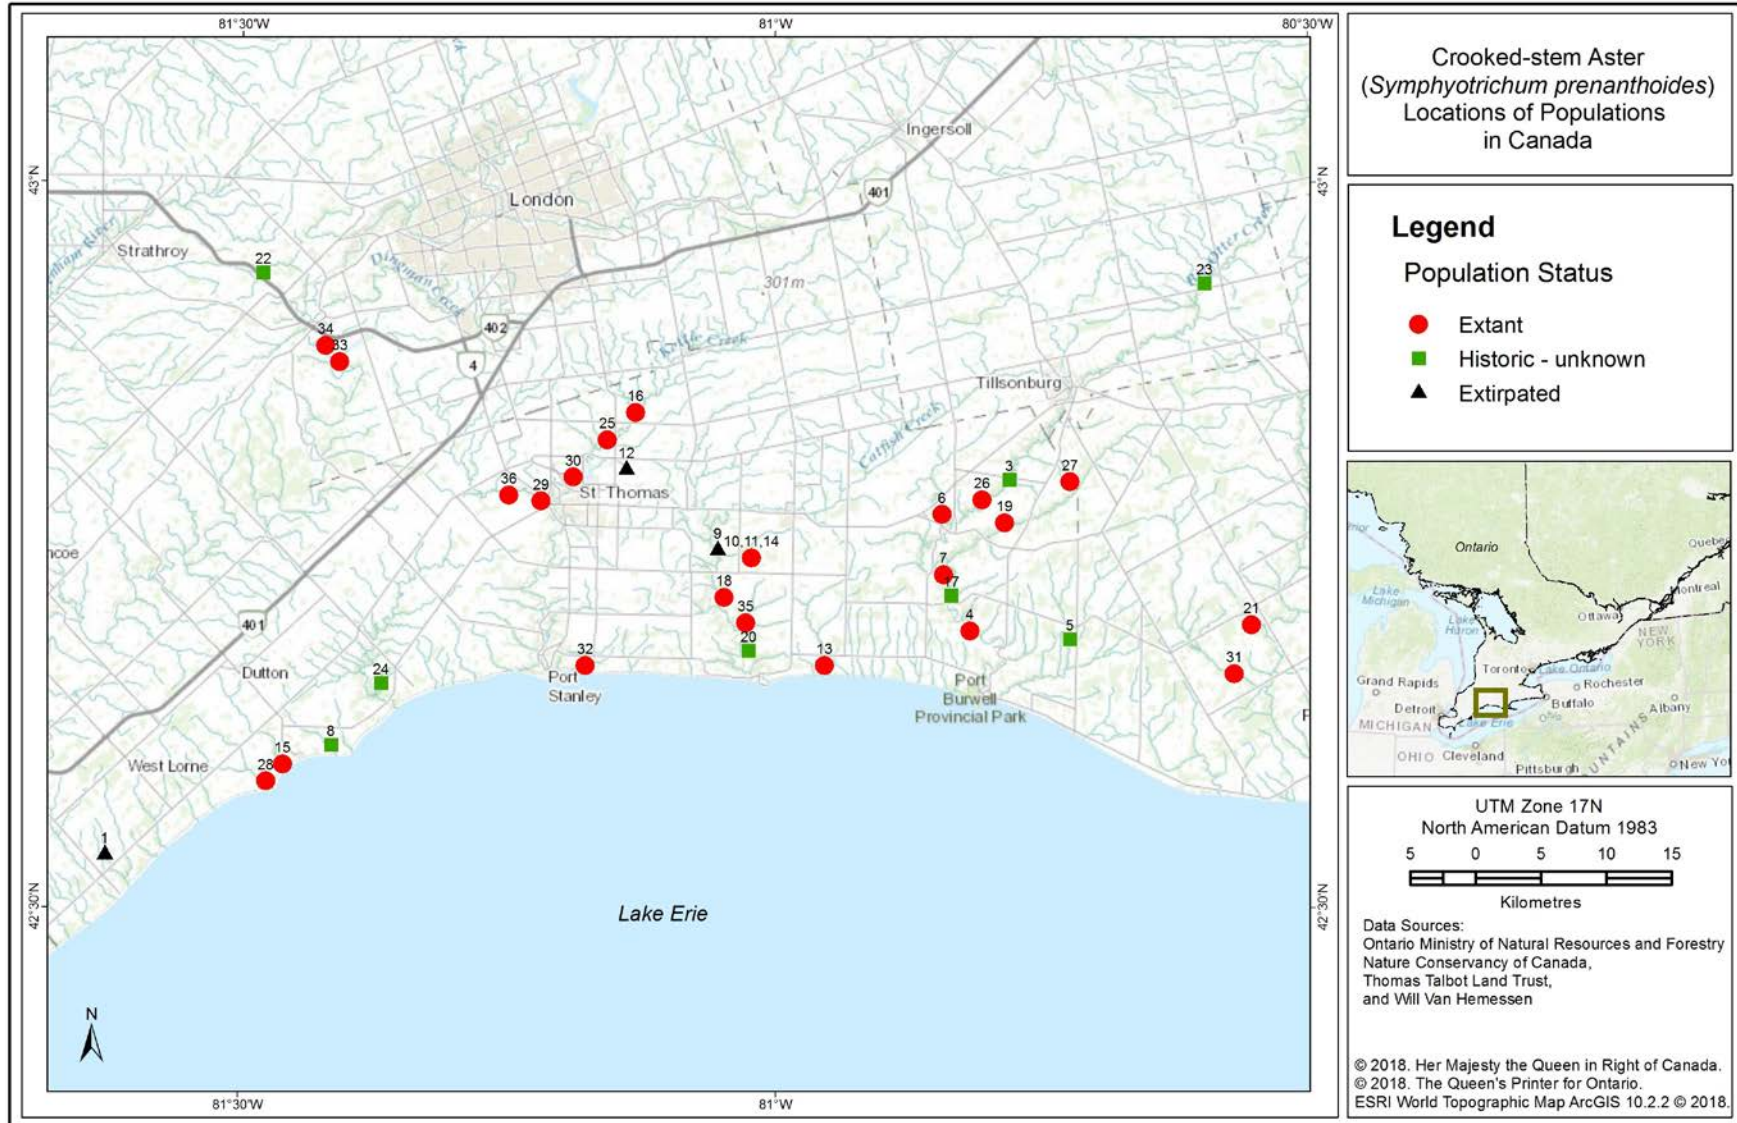 81°30'W
81°W
80°30'W
43°N
43°N
Ingersoll
London
401
Strathroy
22
Dingman Creek
301m
23
Otter Creek
34
33
402
4
Kettle Creek
Tillsonburg
16
25
12
Catfish Creek
30
36
29
St Thomas
3
27
26
6
19
9
10,11,14
7
17
18
35
20
4
5
21
401
Dutton
24
32
13
31
Port
Stanley
Port
Burwell
Provincial Park
8
15
28
West Lorne
1
42°30'N
42°30'N
Lake Erie
N
81°30'W
81°W
Crooked-stem Aster
(Symphyotrichum prenanthoides)
Locations of Populations
in Canada
Legend
Population Status
Extant
Historic - unknown
Extirpated
Ontario
Quebe
Lake
Michigan
Lake
Huron
Ottawa
Montreal
NEW
YORK
Toronto
Lake Ontario
Grand Rapids
Rochester
Detroit
Buffalo
Albany
MICHIGAN
Lake Erie
OHIO
Cleveland
Pittsburgh
UNTAINS
New Yo
UTM Zone 17N
North American Datum 1983
5 0 5 10 15
Kilometres
Data Sources:
Ontario Ministry of Natural Resources and Forestry
Nature Conservancy of Canada,
Thomas Talbot Land Trust,
and Will Van Hemessen
© 2018. Her Majesty the Queen in Right of Canada.
© 2018. The Queen's Printer for Ontario.
ESRI World Topographic Map ArcGIS 10.2.2 © 2018.